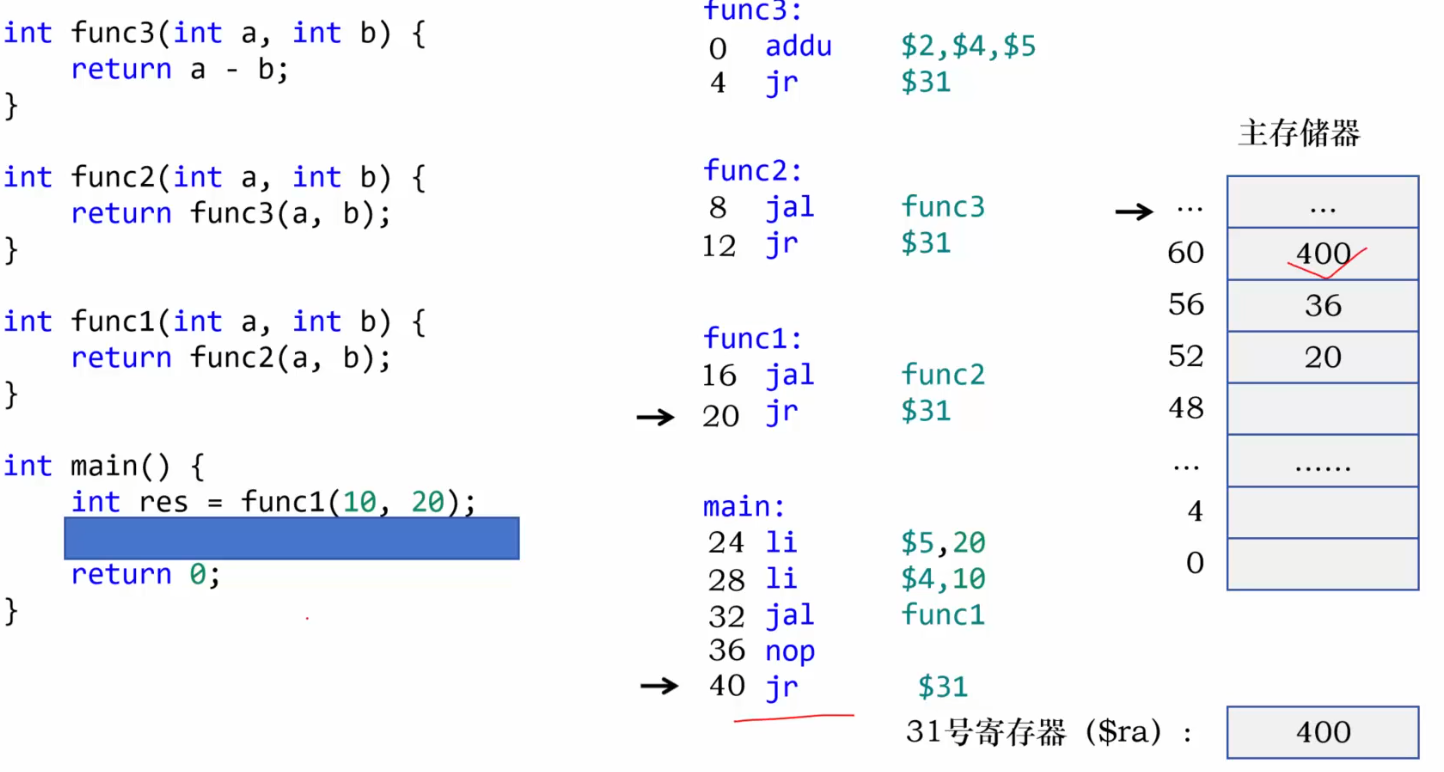 int func3(int a, int b) {
return a - b;
}
int func2(int a, int b) {
return func3(a, b);
}
int func1(int a, int b) {
return func2(a, b);
}
int main() {
int res = func1(10, 20);
return 0;
}
func3:
0 addu $2,$4,$5
4 jr $31
func2:
8 jal func3
12 jr $31
func1:
16 jal func2
20 jr $31
main:
24 li $5,20
28 li $4,10
32 jal func1
36 nop
40 jr $31
主存储器
... ...
60 400
56 36
52 20
48
... ......
4
0
31号寄存器（$ra）: 400